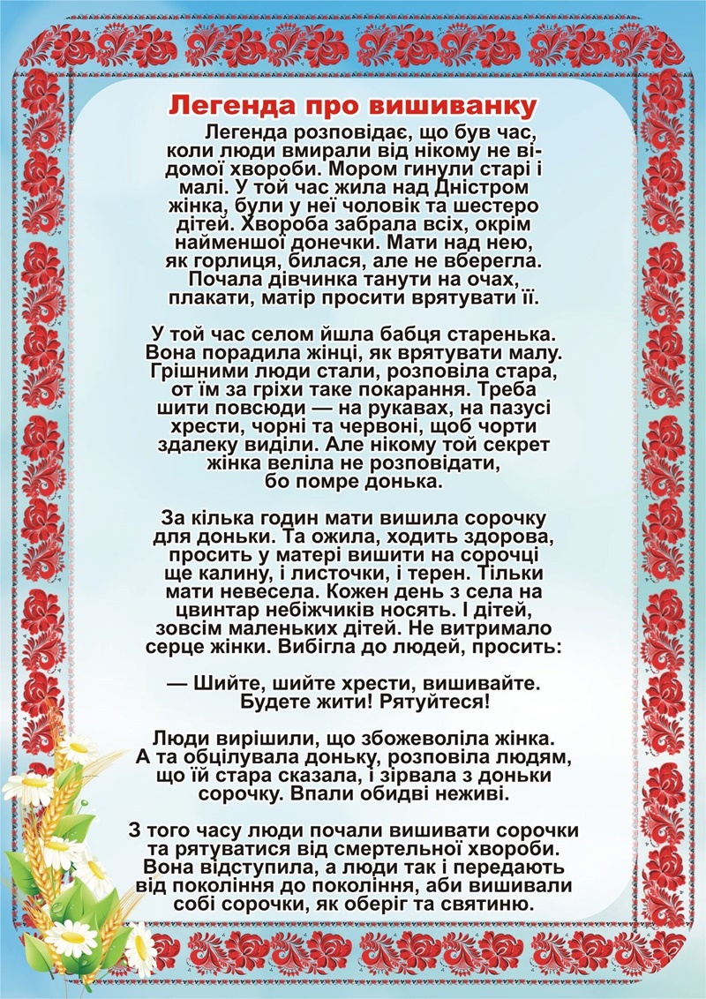 Легенда про вишиванку
Легенда розповідає, що був час,
коли люди вмирали від нікому не ві-
домої хвороби. Мором гинули старі і
малі. У той час жила над Дністром
жінка, були у неї чоловік та шестеро
дітей. Хвороба забрала всіх, окрім
найменшої донечки. Мати над нею,
як горлиця, билася, але не вберегла.
Почала дівчинка танути на очах,
плакати, матір просити врятувати її.
У той час селом йшла бабця старенька.
Вона порадила жінці, як врятувати малу.
Грішними люди стали, розповіла стара,
от їм за гріхи таке покарання. Треба
шити повсюди — на рукавах, на пазусі
хрести, чорні та червоні, щоб чорти
здалеку виділи. Але нікому той секрет
жінка веліла не розповідати,
бо помре донька.
За кілька годин мати вишила сорочку
для доньки. Та ожила, ходить здорова,
просить у матері вишити на сорочці
ще калину, і листочки, і терен. Тільки
мати невесела. Кожен день з села на
цвинтар небіжчиків носять. І дітей,
зовсім маленьких дітей. Не витримало
серце жінки. Вибігла до людей, просить:
— Шийте, шийте хрести, вишивайте.
Будете жити! Рятуйтеся!
Люди вирішили, що збожеволіла жінка.
А та обцілувала доньку, розповіла людям,
що їй стара сказала, і зірвала з доньки
сорочку. Впали обидві неживі.
З того часу люди почали вишивати сорочки
та рятуватися від смертельної хвороби.
Вона відступила, а люди так і передають
від покоління до покоління, аби вишивали
собі сорочки, як оберіг та святиню.